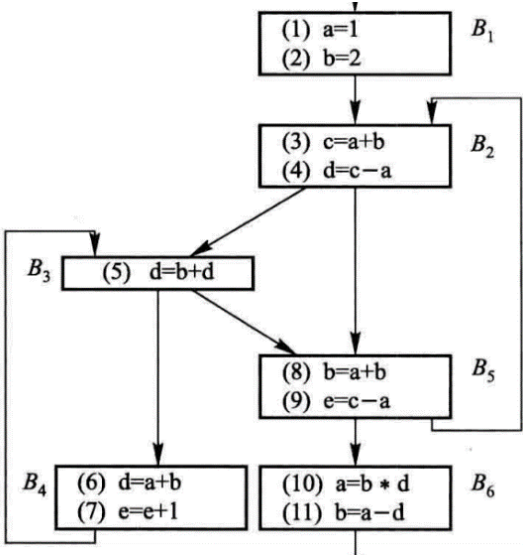 (1) a=1
(2) b=2
B1
(3) c=a+b
(4) d=c−a
B2
B3
(5) d=b+d
(8) b=a+b
(9) e=c−a
B5
B4
(6) d=a+b
(7) e=e+1
(10) a=b * d
(11) b=a−d
B6